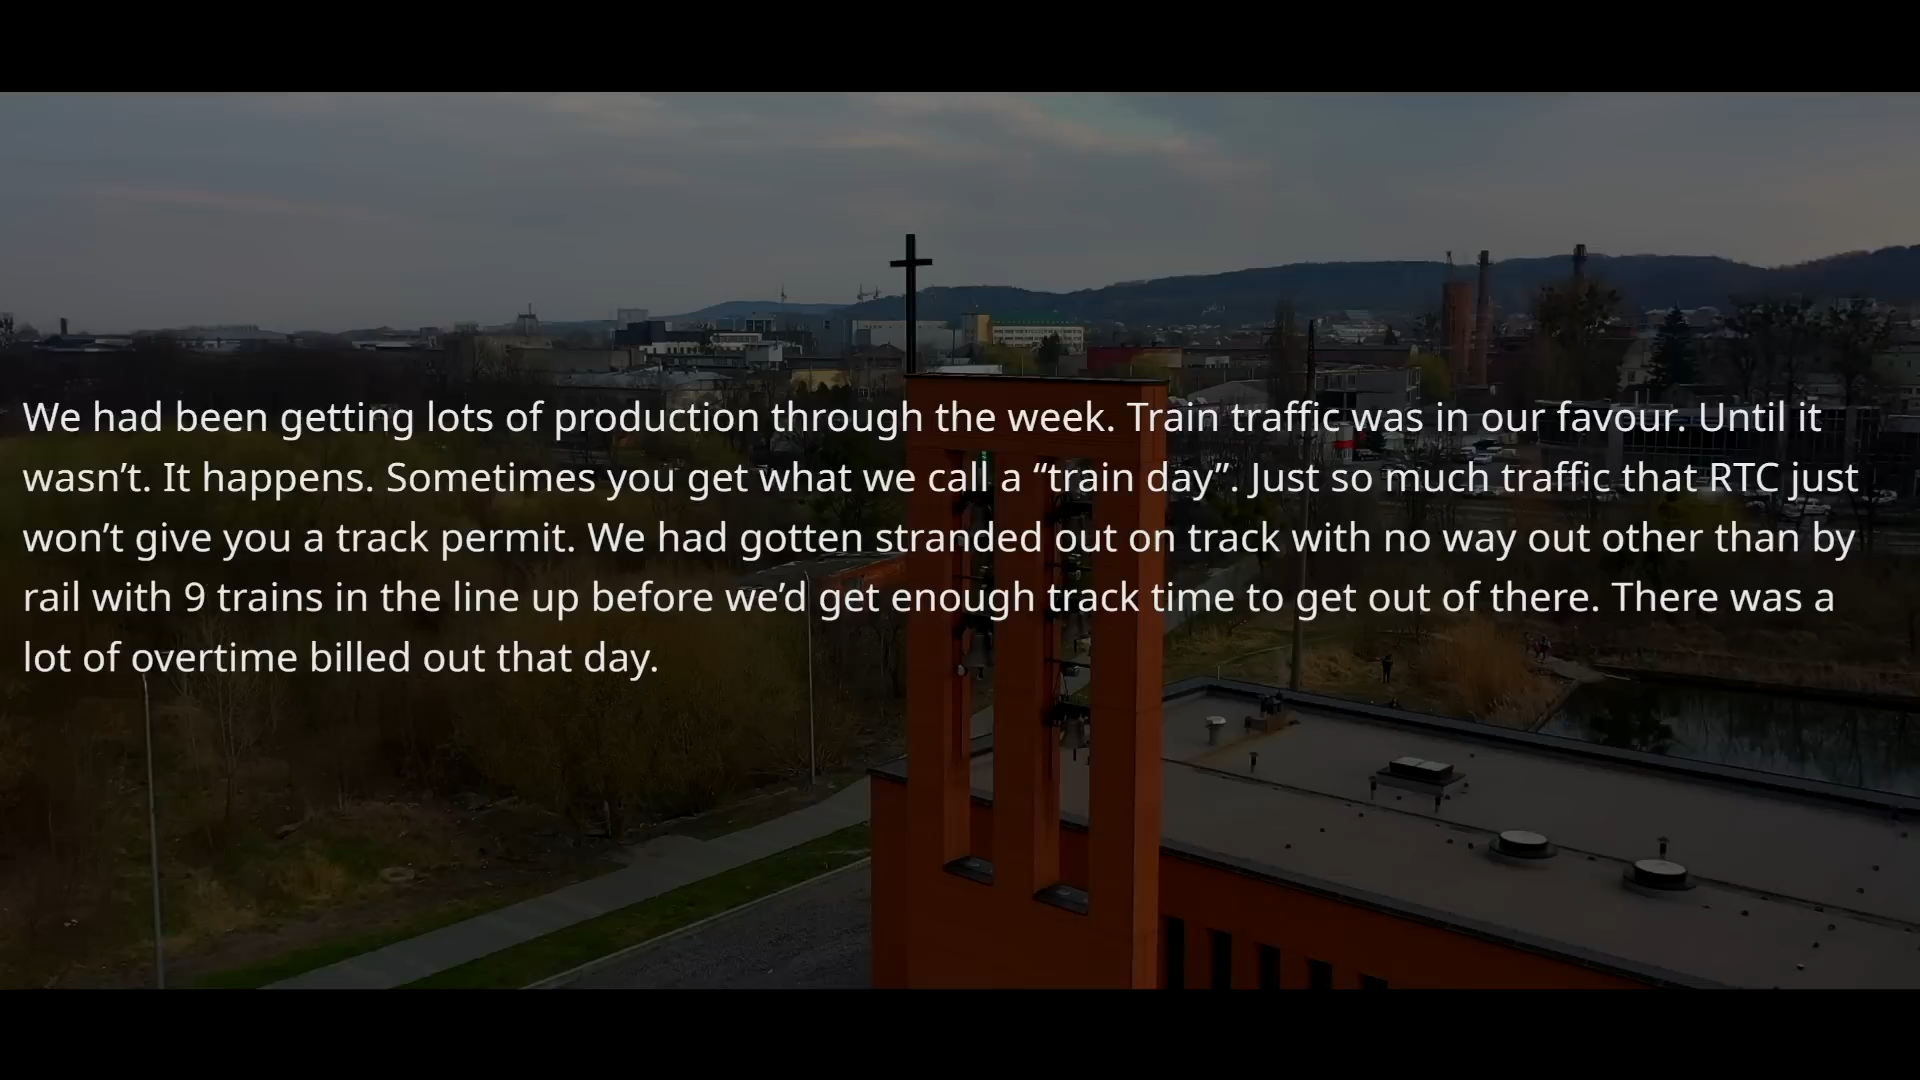 We had been getting lots of production through the week. Train traffic was in our favour. Until it
wasn’t. It happens. Sometimes you get what we call a “train day”. Just so much traffic that RTC just
won’t give you a track permit. We had gotten stranded out on track with no way out other than by
rail with 9 trains in the line up before we’d get enough track time to get out of there. There was a
lot of overtime billed out that day.